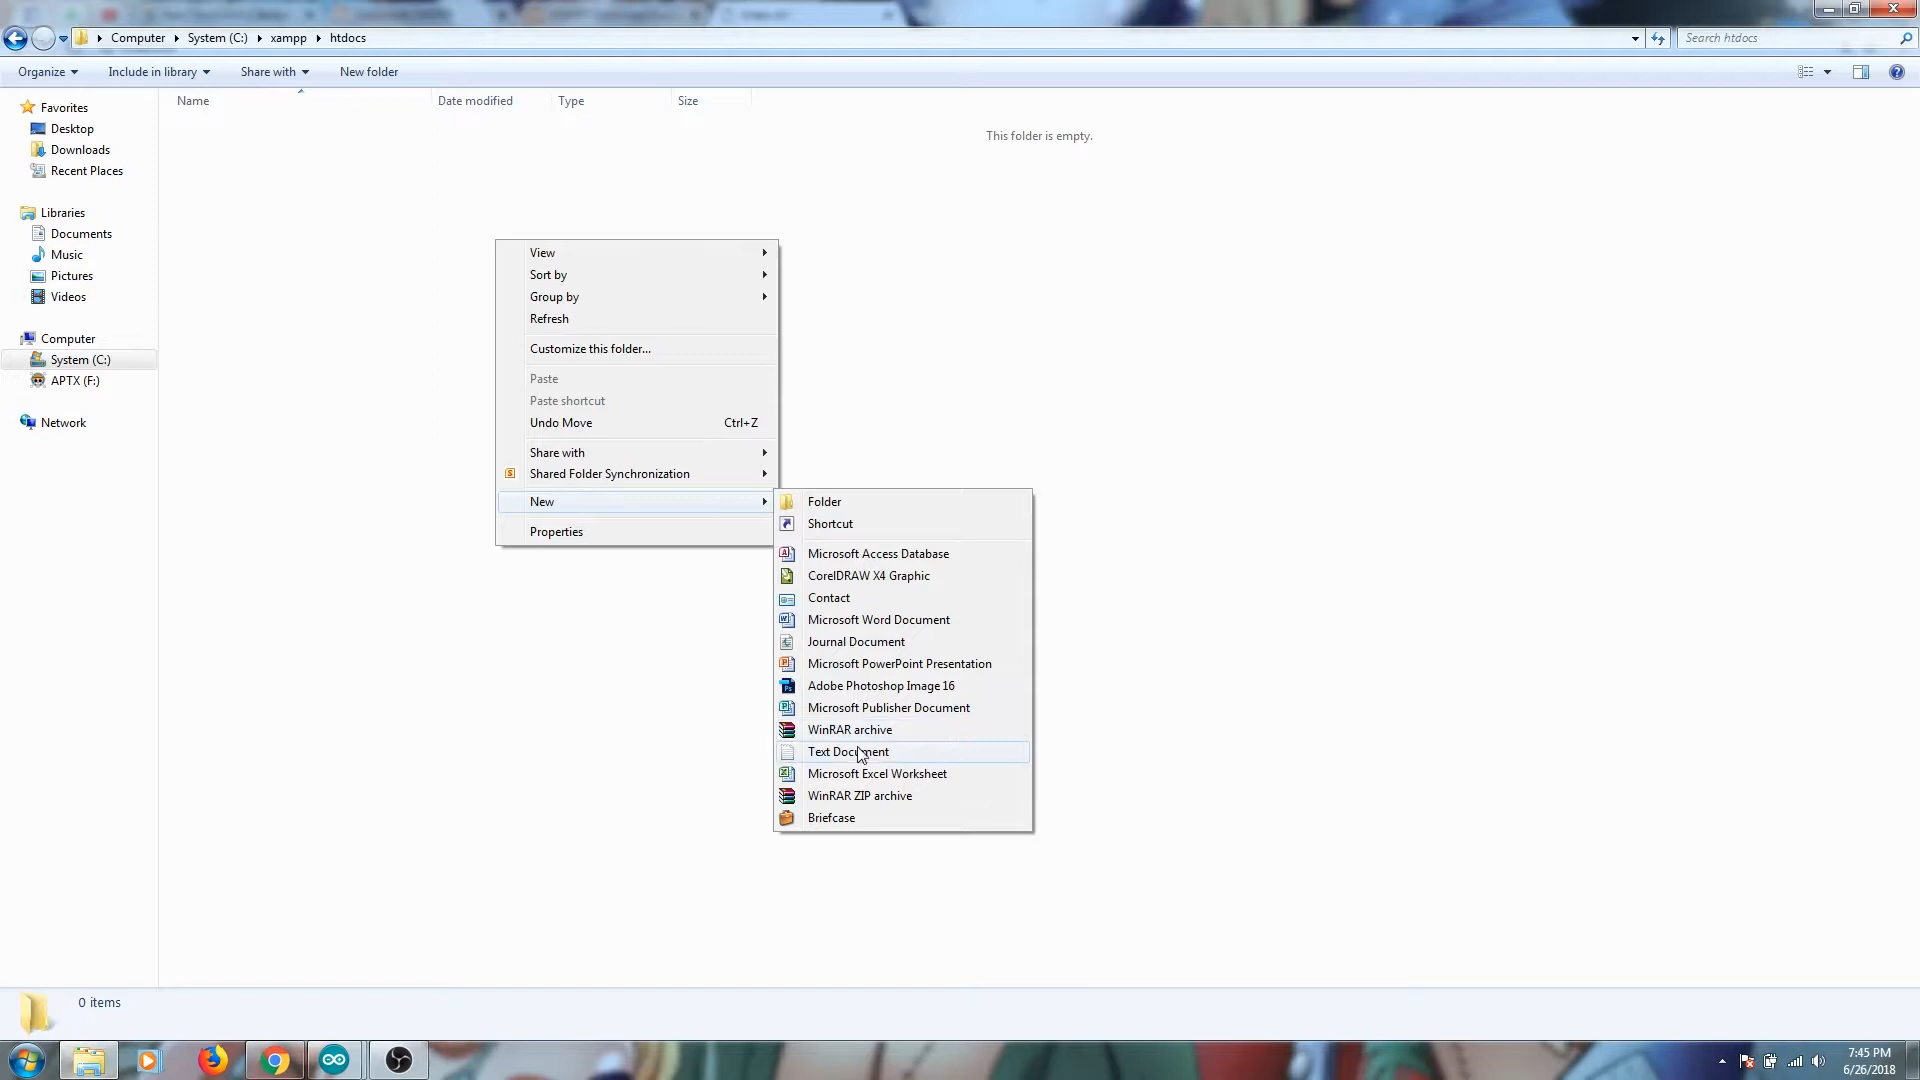 Computer System (C:) xampp htdocs
Search htdocs
Organize Include in library Share with New folder
Name Date modified Type Size
This folder is empty.
Favorites
Desktop
Downloads
Recent Places
Libraries
Documents
Music
Pictures
Videos
Computer
System (C:)
APTX (F:)
Network
View
Sort by
Group by
Refresh
Customize this folder...
Paste
Paste shortcut
Undo Move Ctrl+Z
Share with
Shared Folder Synchronization
New
Properties
Folder
Shortcut
Microsoft Access Database
CorelDRAW X4 Graphic
Contact
Microsoft Word Document
Journal Document
Microsoft PowerPoint Presentation
Adobe Photoshop Image 16
Microsoft Publisher Document
WinRAR archive
Text Document
Microsoft Excel Worksheet
WinRAR ZIP archive
Briefcase
0 items
7:45 PM
6/26/2018